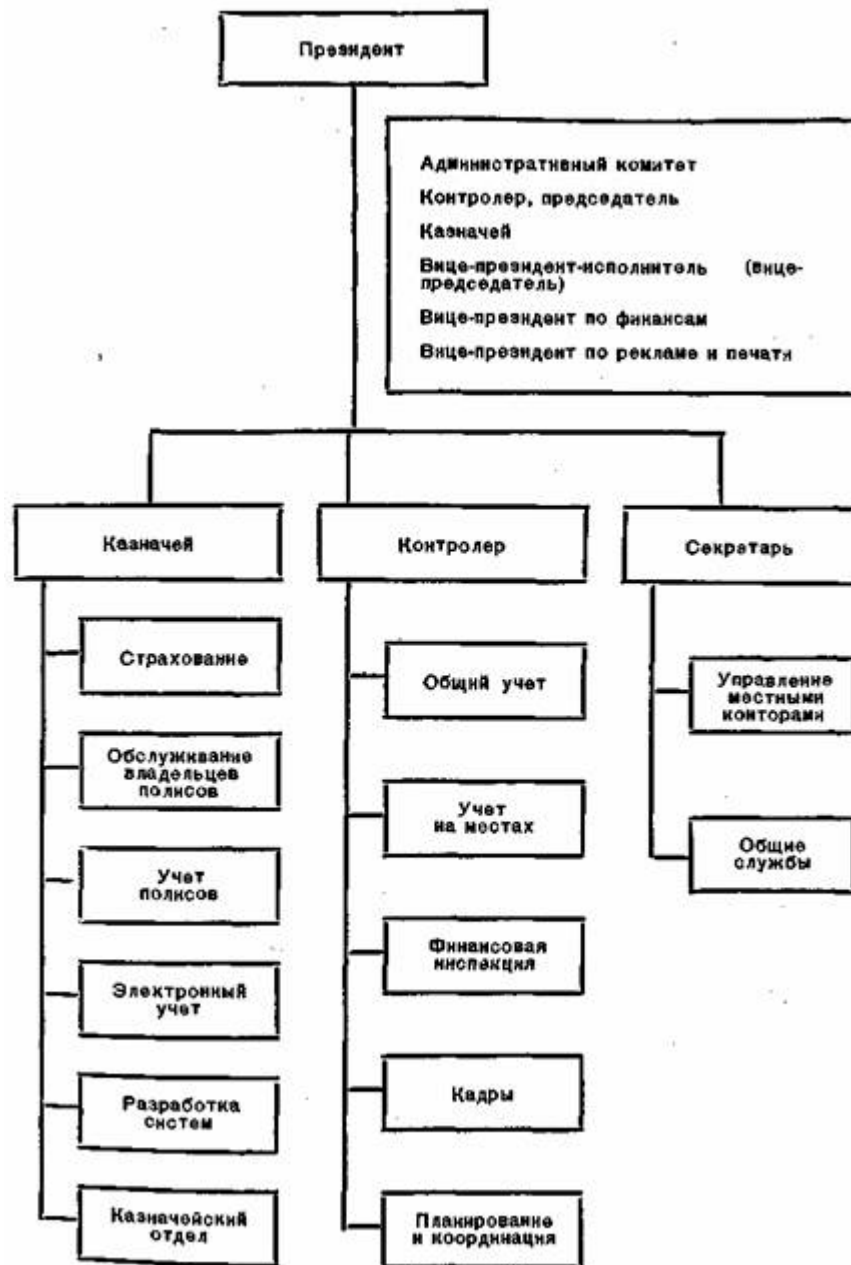 Президент
Административный комитет
Контролер, председатель
Казначей
Вице-президент-исполнитель (вице-
председатель)
Вице-президент по финансам
Вице-президент по рекламе и печати
Казначей
Страхование
Обслуживание
владельцев
полисов
Учет
полисов
Электронный
учет
Разработка
систем
Казначейский
отдел
Контролер
Общий учет
Учет
на местах
Финансовая
инспекция
Кадры
Планирование
и координация
Секретарь
Управление
местными
конторами
Общие
службы